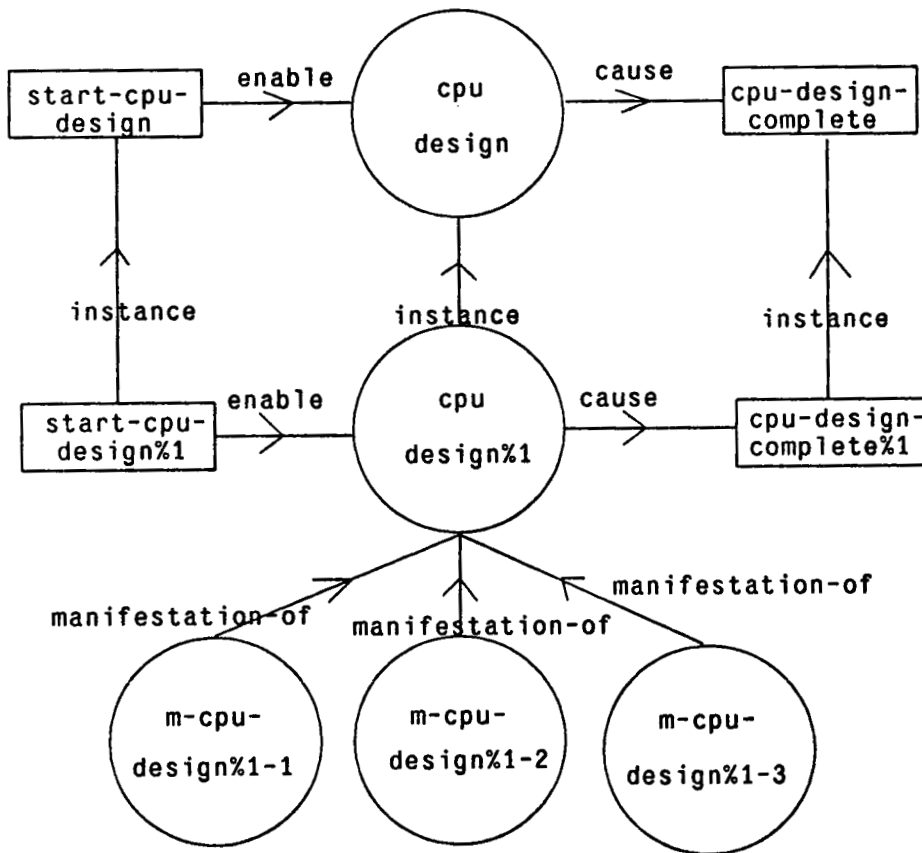 enable
cause
start-cpu-
design
cpu
design
cpu-design-
complete
instance
instance
instance
enable
cause
start-cpu-
design%1
cpu
design%1
cpu-design-
complete%1
manifestation-of
manifestation-of
manifestation-of
m-cpu-
design%1-1
m-cpu-
design%1-2
m-cpu-
design%1-3